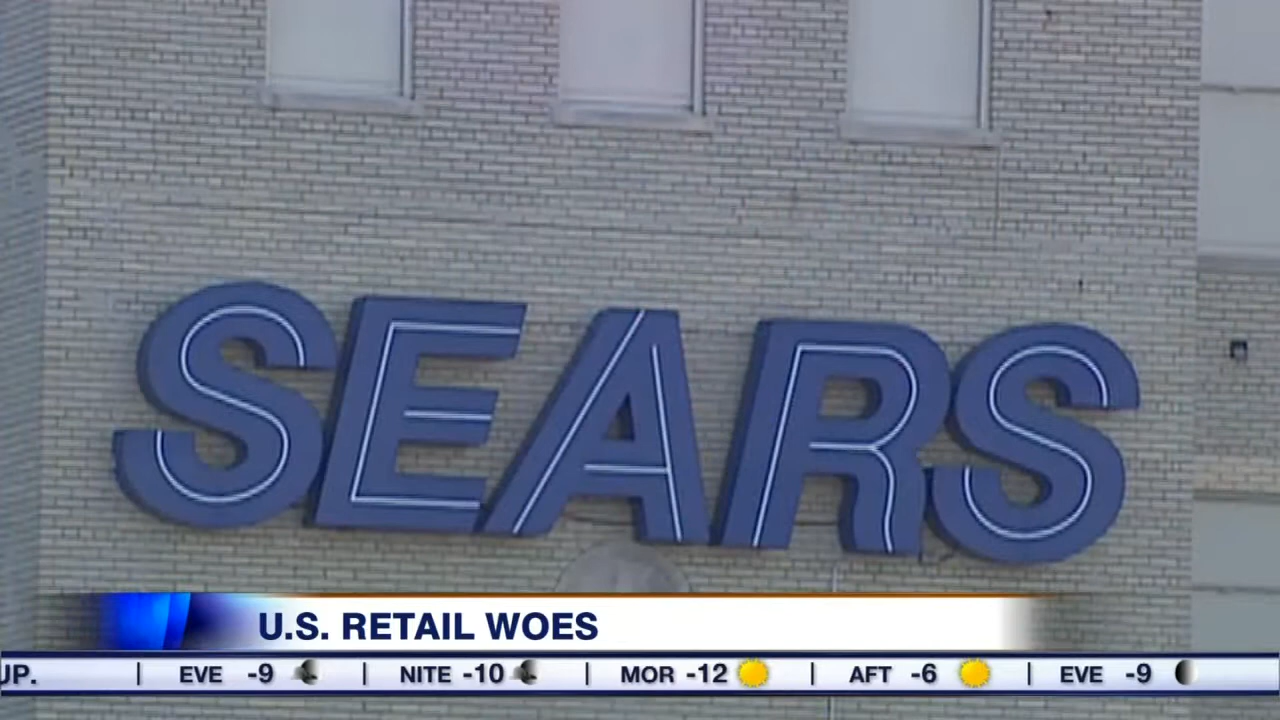 SEARS
U.S. RETAIL WOES
UP. | EVE -9 | NITE -10 | MOR -12 | AFT -6 | EVE -9